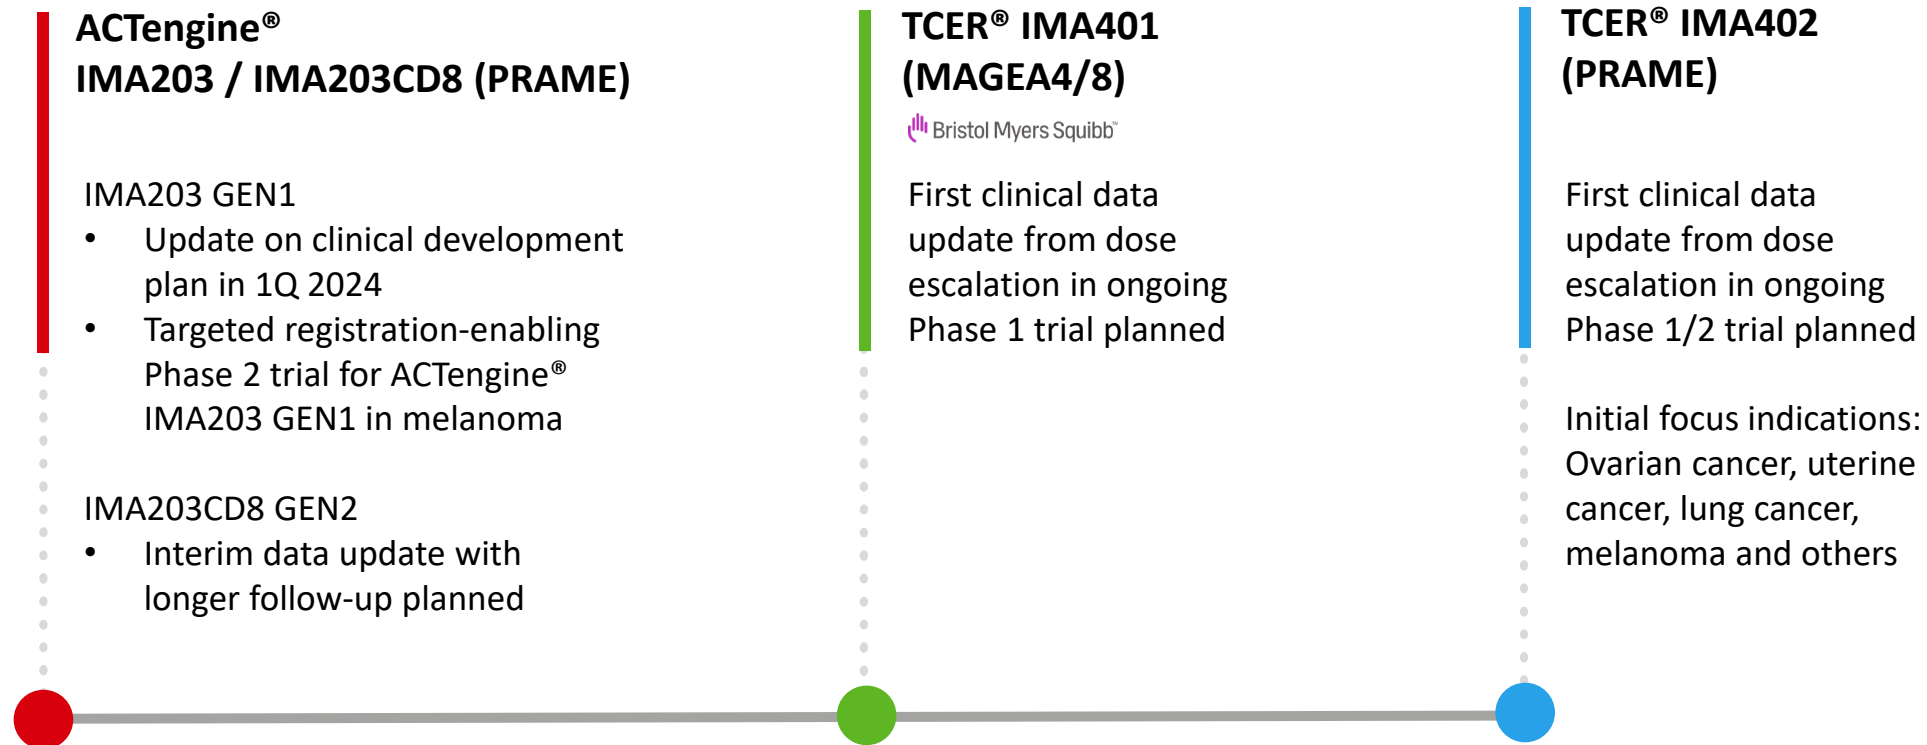 ACTengine®
IMA203 / IMA203CD8 (PRAME)
IMA203 GEN1
• Update on clinical development
plan in 1Q 2024
• Targeted registration-enabling
Phase 2 trial for ACTengine®
IMA203 GEN1 in melanoma
IMA203CD8 GEN2
• Interim data update with
longer follow-up planned
TCER® IMA401
(MAGEA4/8)
Bristol Myers Squibb™
First clinical data
update from dose
escalation in ongoing
Phase 1 trial planned
TCER® IMA402
(PRAME)
First clinical data
update from dose
escalation in ongoing
Phase 1/2 trial planned
Initial focus indications:
Ovarian cancer, uterine
cancer, lung cancer,
melanoma and others